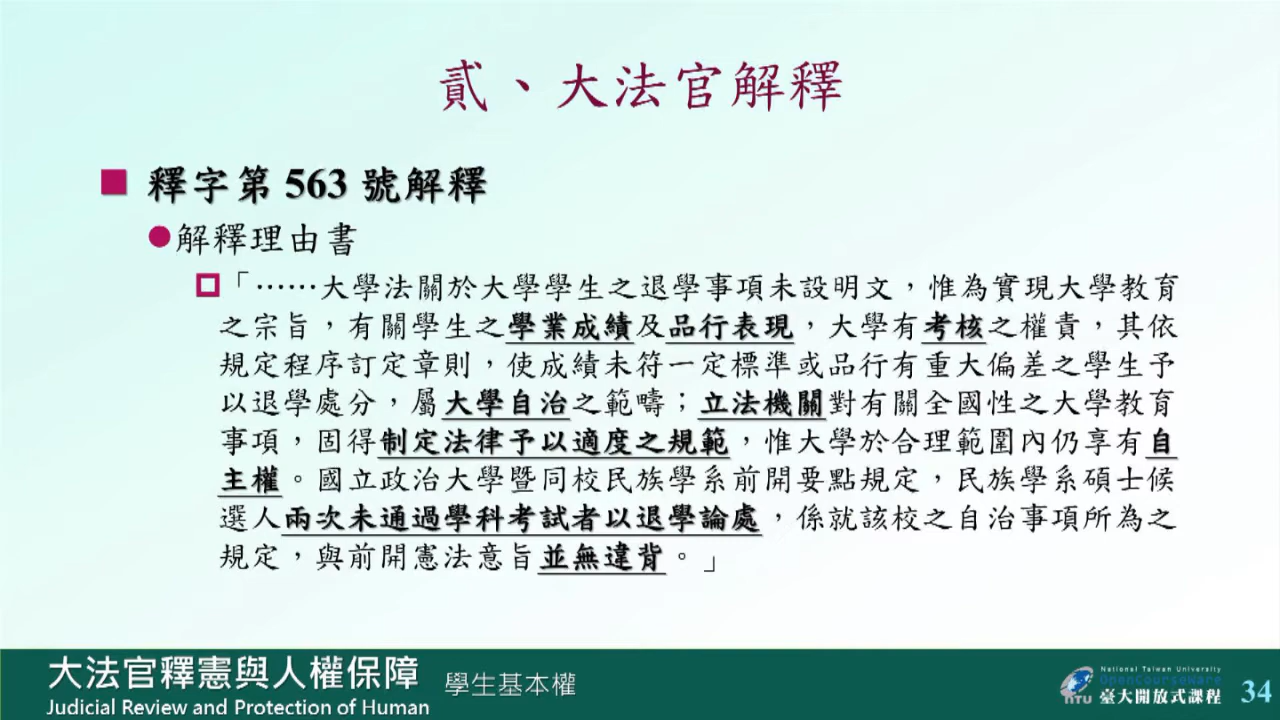 貳、大法官解釋
釋字第 563 號解釋
解釋理由書
「⋯⋯大學法關於大學學生之退學事項未設明文，惟為實現大學教育
之宗旨，有關學生之學業成績及品行表現，大學有考核之權責，其依
規定程序訂定章則，使成績未符一定標準或品行有重大偏差之學生予
以退學處分，屬大學自治之範疇；立法機關對有關全國性之大學教育
事項，固得制定法律予以適度之規範，惟大學於合理範圍內仍享有自
主權。國立政治大學暨同校民族學系前開要點規定，民族學系碩士候
選人兩次未通過學科考試者以退學論處，係就該校之自治事項所為之
規定，與前開憲法意旨並無違背。」
大法官釋憲與人權保障 學生基本權
Judicial Review and Protection of Human
National Taiwan University
OpenCourseWare
NTU 臺大開放式課程 34